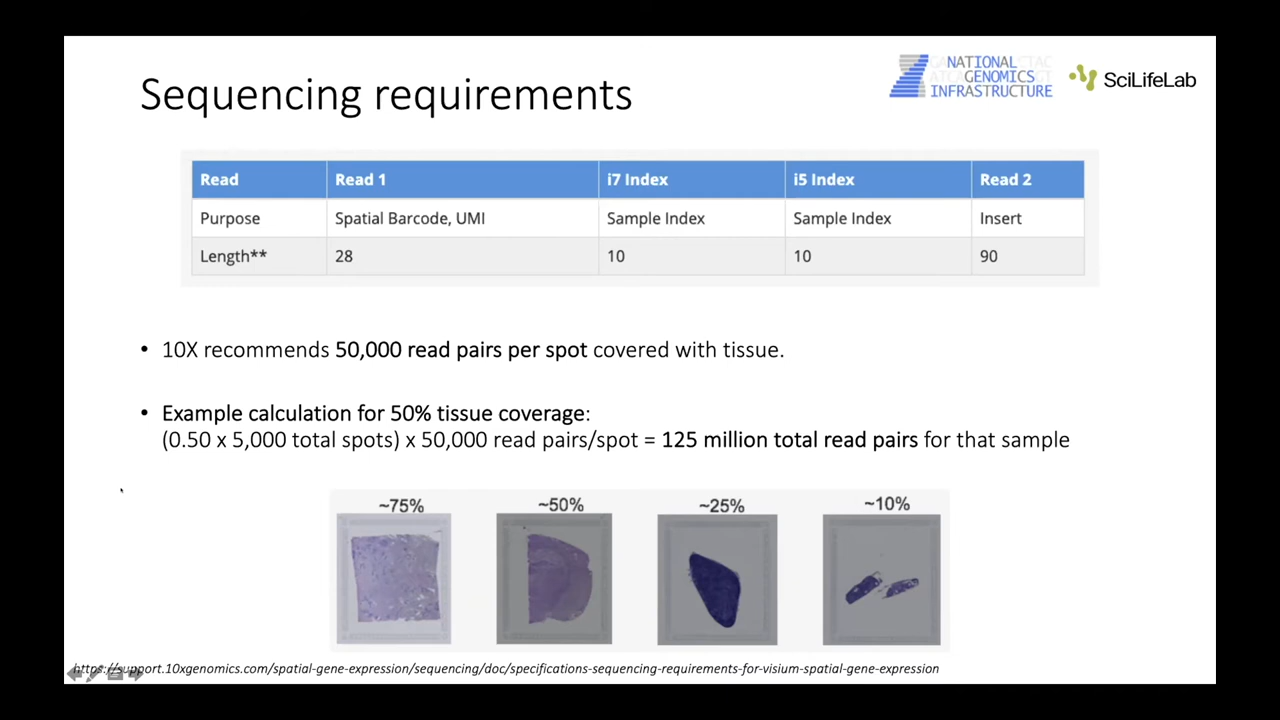 Sequencing requirements
NATIONAL
GENOMICS
INFRASTRUCTURE
SciLifeLab
Read Read 1 i7 Index i5 Index Read 2
Purpose Spatial Barcode, UMI Sample Index Sample Index Insert
Length** 28 10 10 90
• 10X recommends 50,000 read pairs per spot covered with tissue.
• Example calculation for 50% tissue coverage:
(0.50 x 5,000 total spots) x 50,000 read pairs/spot = 125 million total read pairs for that sample
~75% ~50% ~25% ~10%
https://support.10xgenomics.com/spatial-gene-expression/sequencing/doc/specifications-sequencing-requirements-for-visium-spatial-gene-expression